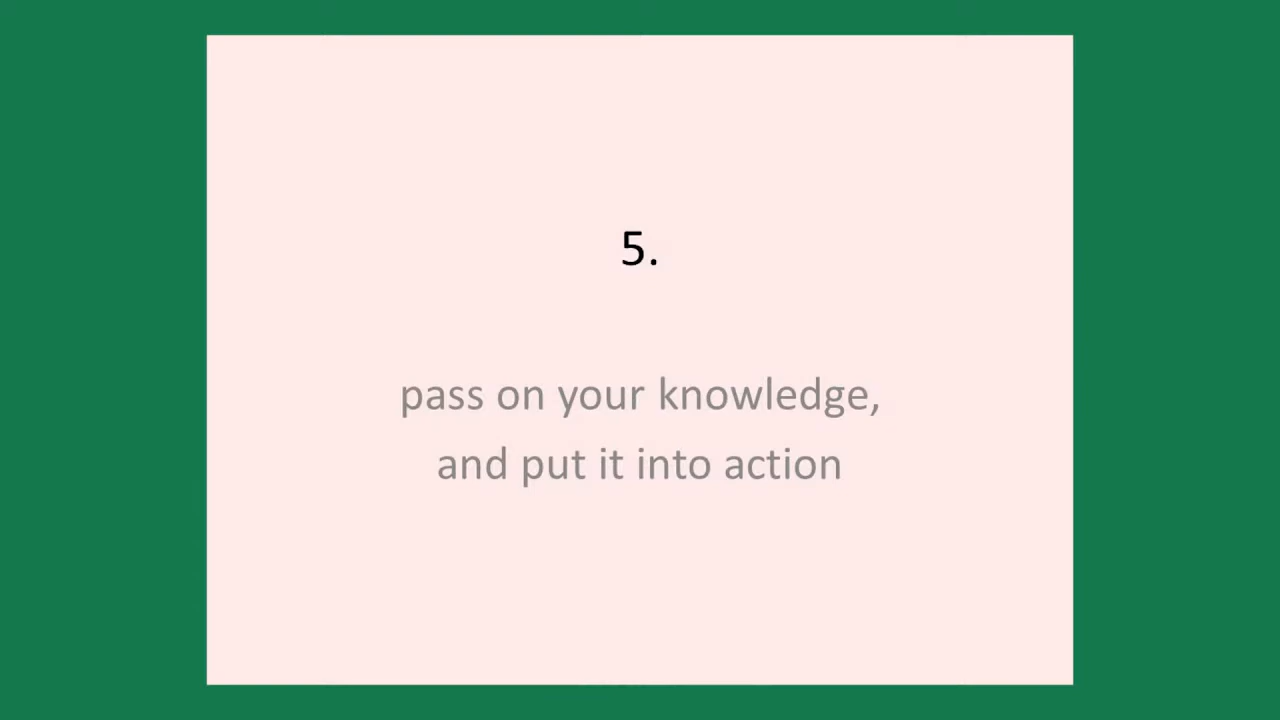 5.
pass on your knowledge,
and put it into action